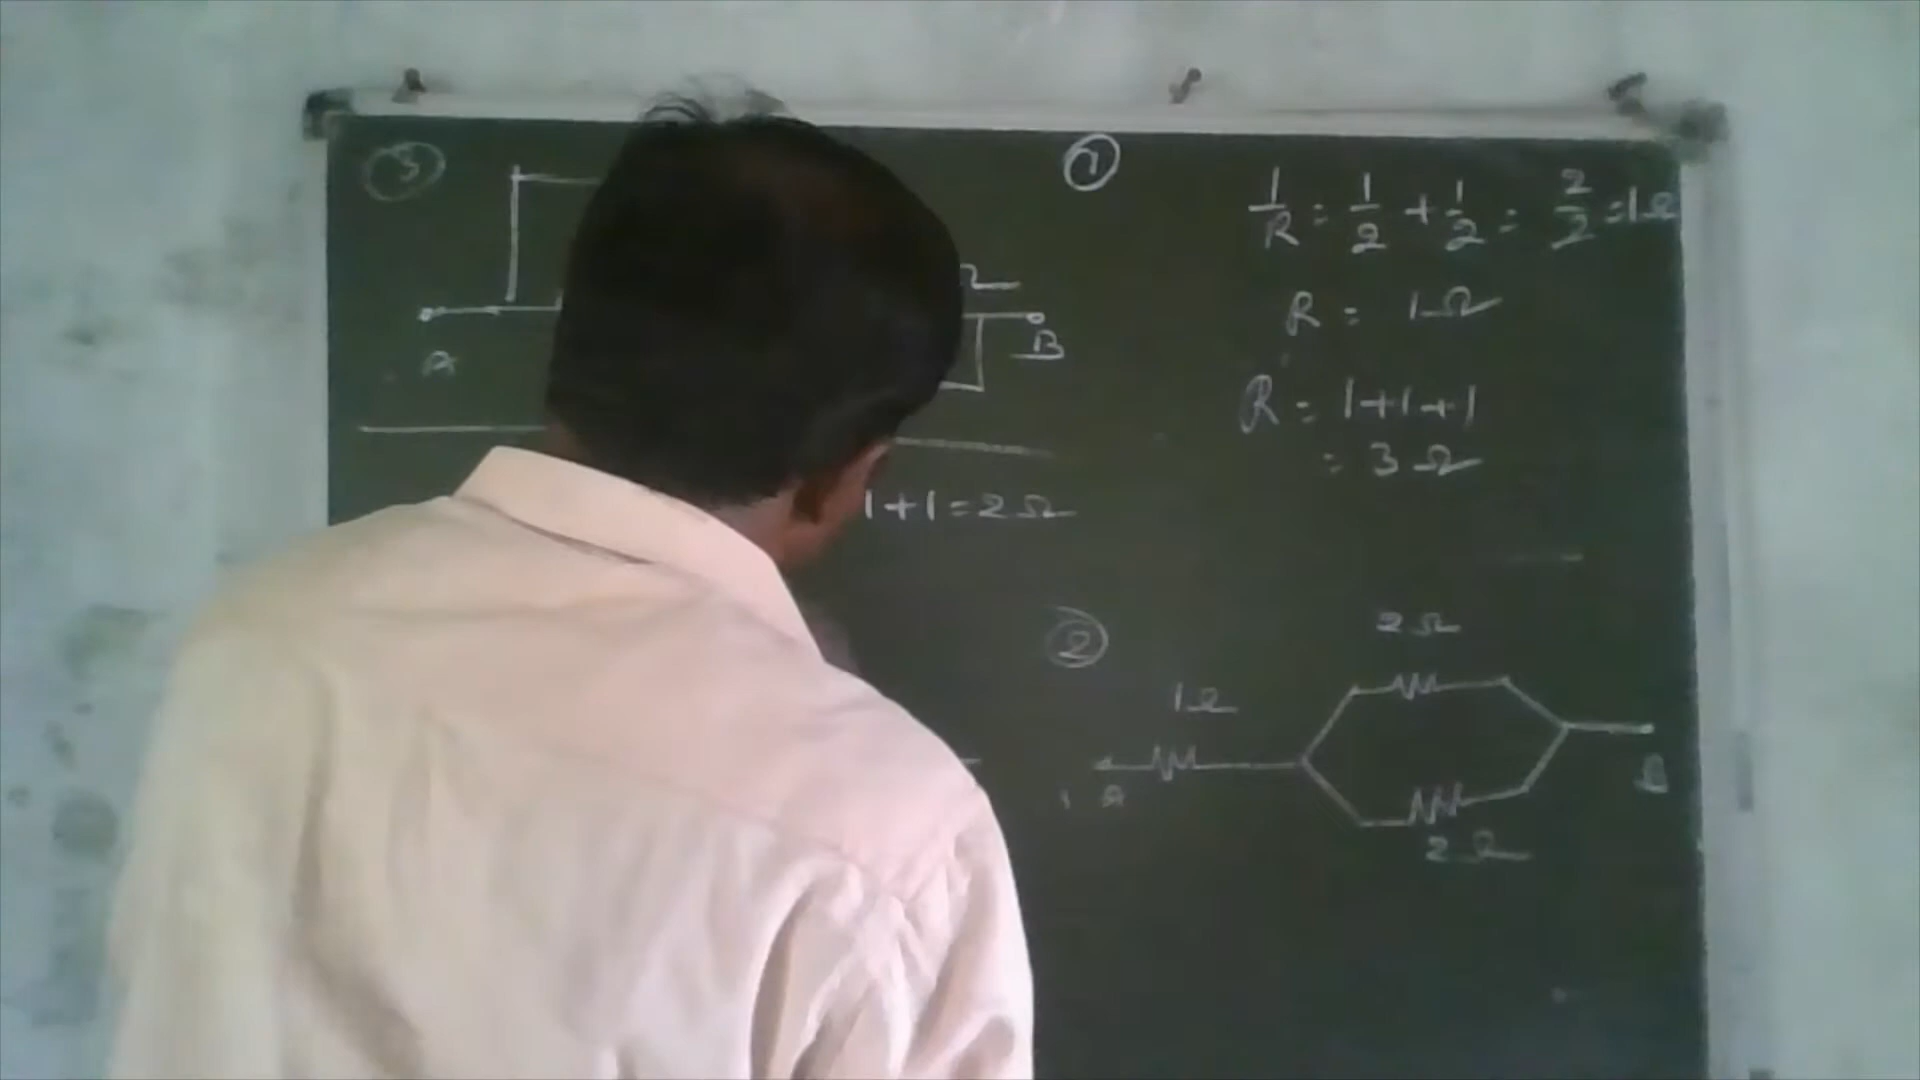 3
A
B
1+1=2Ω
1
1/R = 1/2 + 1/2 = 2/2 = 1Ω
R = 1Ω
R = 1+1+1
= 3Ω
2
2Ω
1Ω
A
B
2Ω